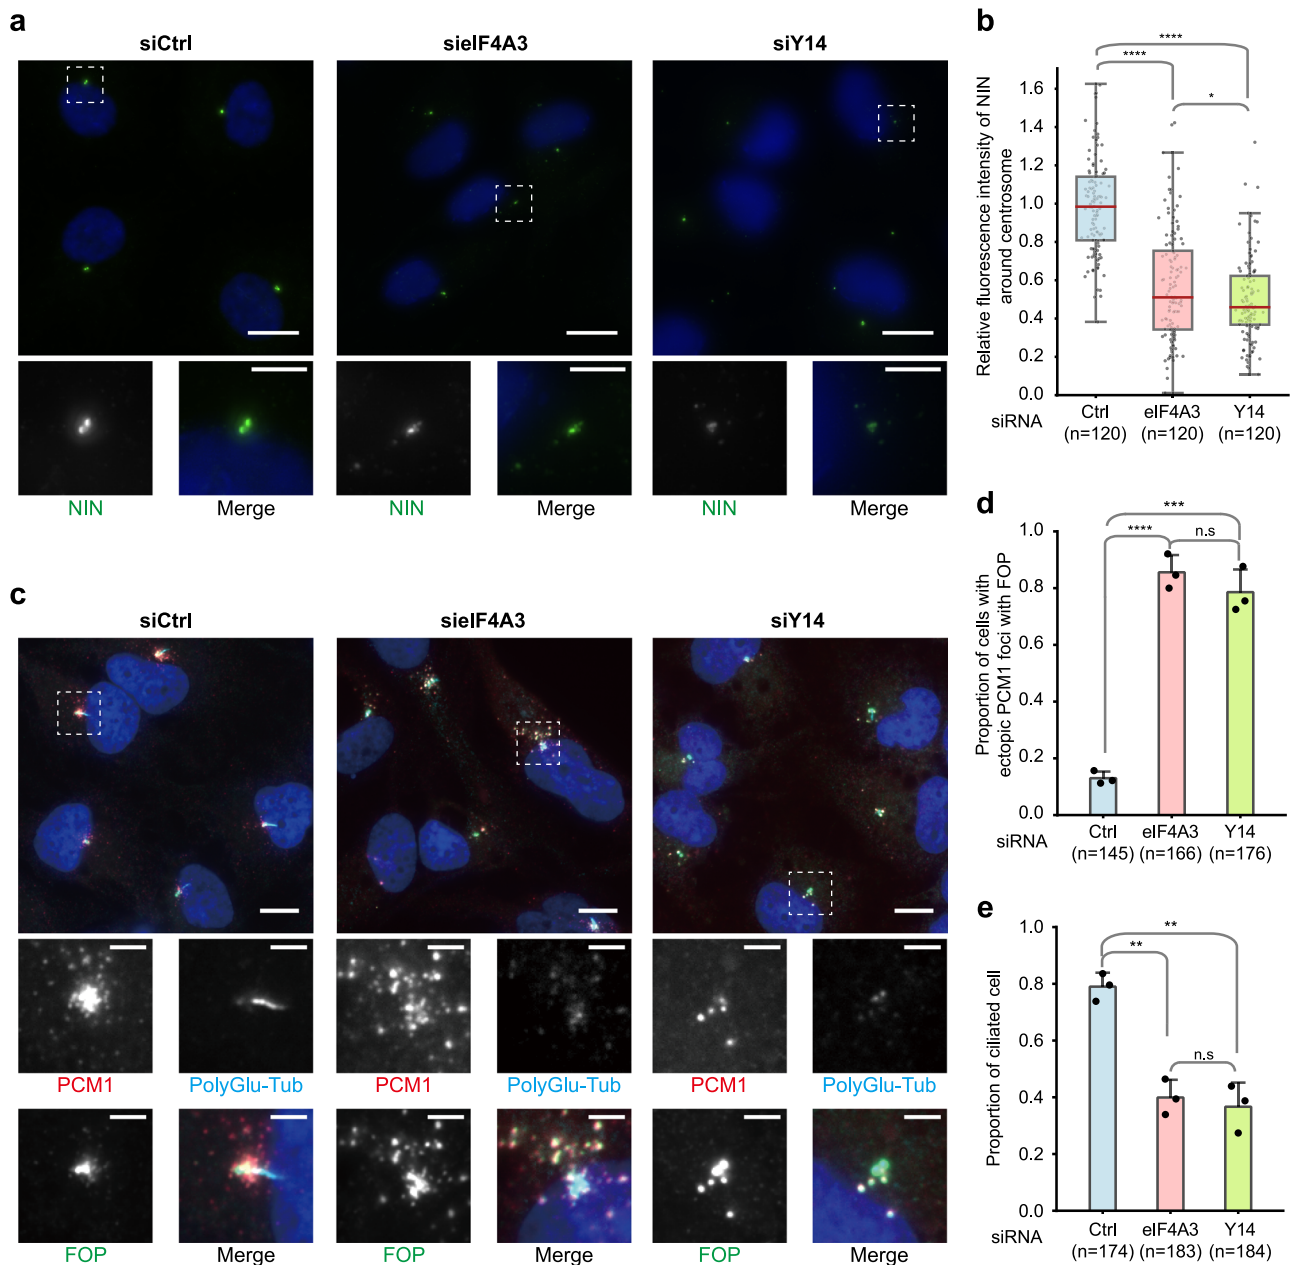 a
siCtrl
sieIF4A3
siY14
NIN
Merge
NIN
Merge
NIN
Merge
b
****
****
*
Relative fluorescence intensity of NIN
around centrosome
1.6
1.4
1.2
1.0
0.8
0.6
0.4
0.2
0.0
siRNA
Ctrl
eIF4A3
Y14
(n=120)
(n=120)
(n=120)
c
siCtrl
sieIF4A3
siY14
PCM1
PolyGlu-Tub
PCM1
PolyGlu-Tub
PCM1
PolyGlu-Tub
FOP
Merge
FOP
Merge
FOP
Merge
d
***
****
n.s
Proportion of cells with
ectopic PCM1 foci with FOP
1.0
0.8
0.6
0.4
0.2
0.0
siRNA
Ctrl
eIF4A3
Y14
(n=145)
(n=166)
(n=176)
e
**
**
n.s
Proportion of ciliated cell
1.0
0.8
0.6
0.4
0.2
0.0
siRNA
Ctrl
eIF4A3
Y14
(n=174)
(n=183)
(n=184)